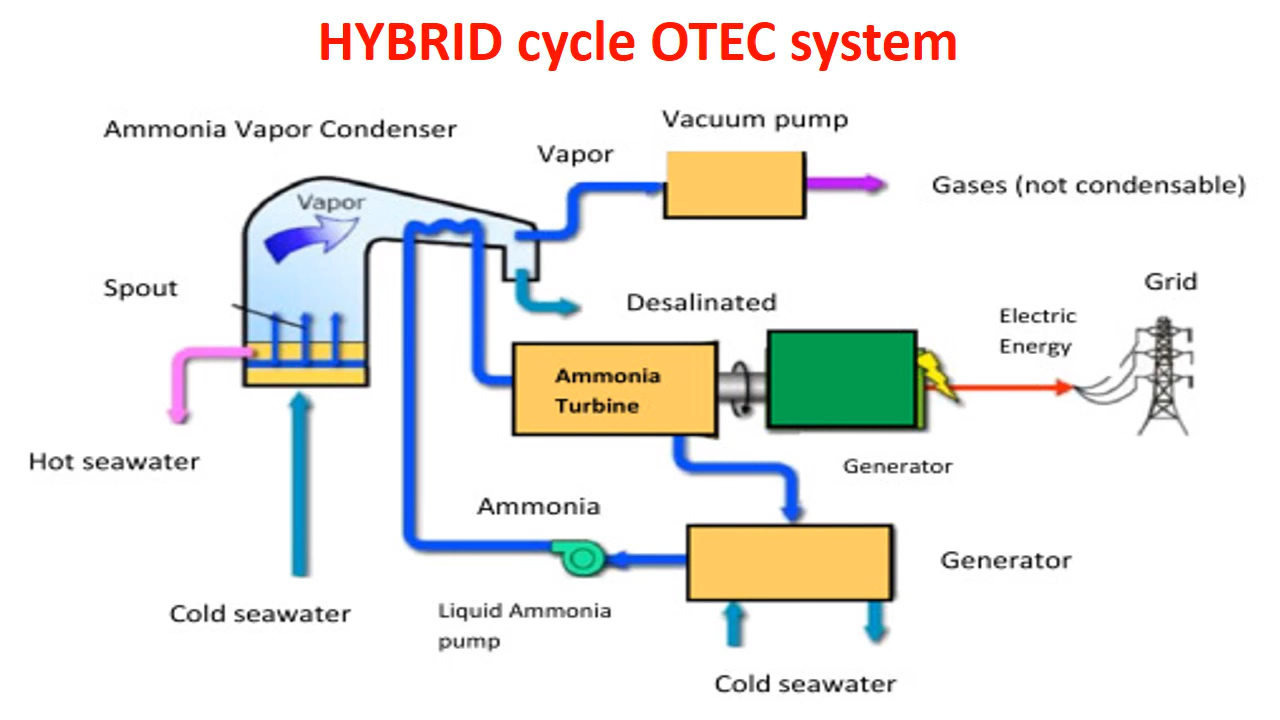 HYBRID cycle OTEC system
Ammonia Vapor Condenser
Vacuum pump
Vapor
Gases (not condensable)
Vapor
Spout
Desalinated
Grid
Electric
Energy
Ammonia
Turbine
Hot seawater
Generator
Ammonia
Generator
Cold seawater
Liquid Ammonia
pump
Cold seawater